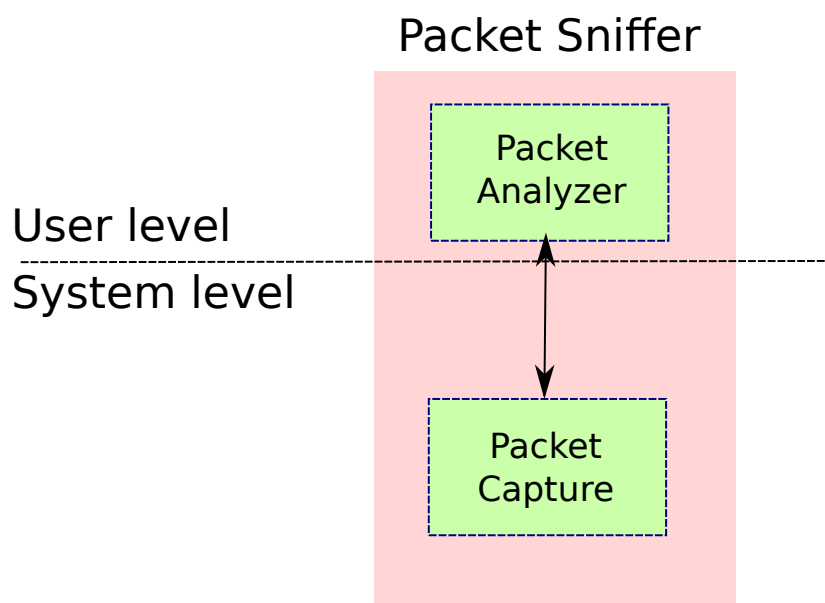 Packet Sniffer
Packet
Analyzer
User level
System level
Packet
Capture